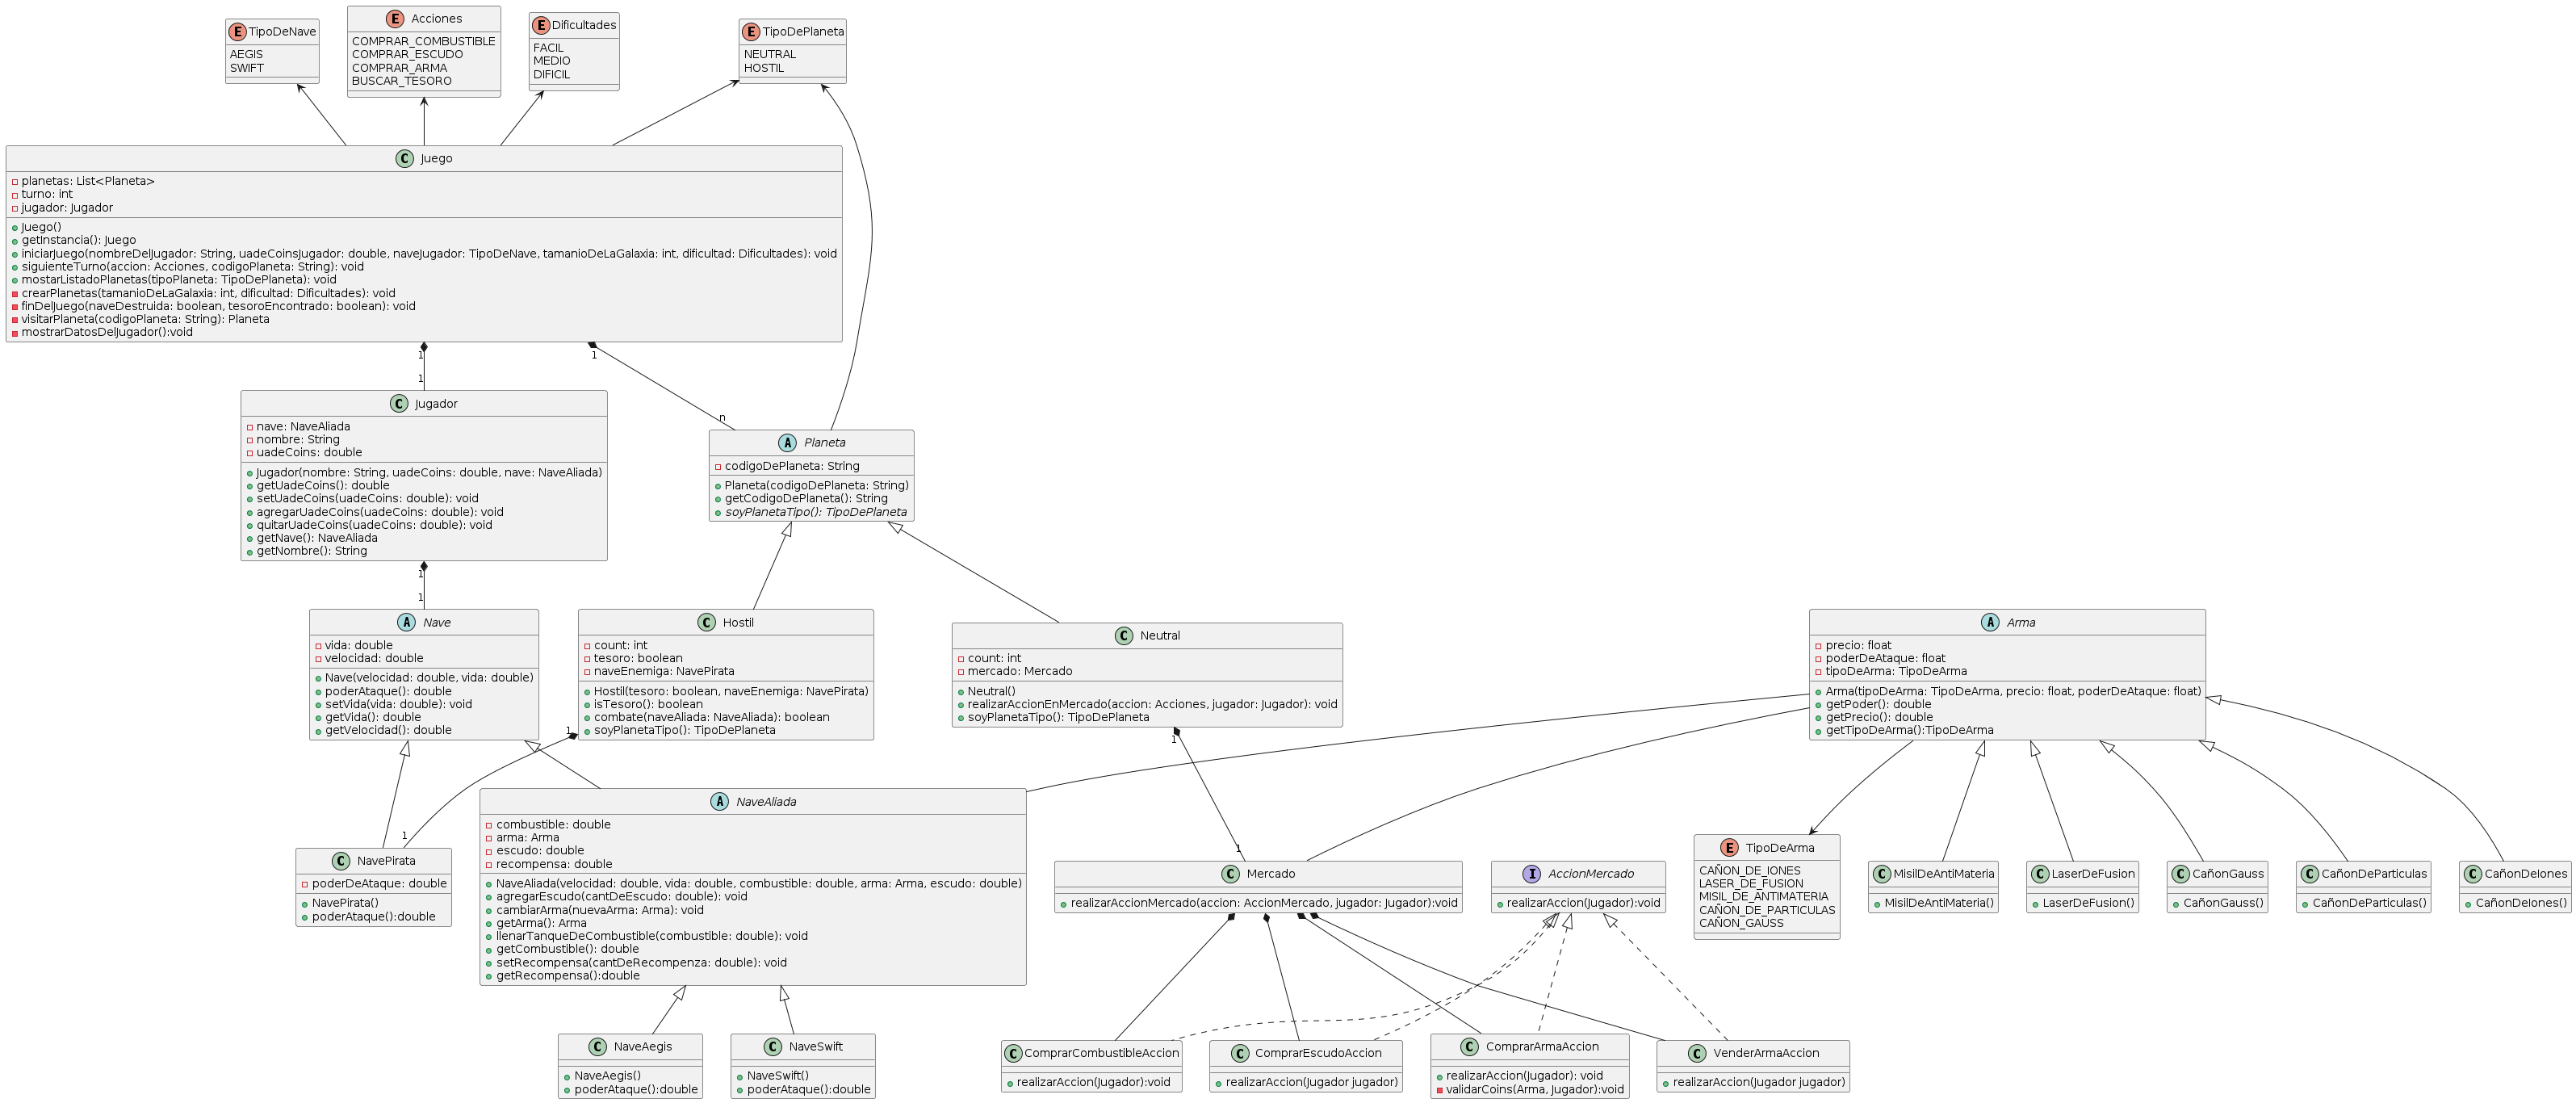 E TipoDeNave
AEGIS
SWIFT
E Acciones
COMPRAR_COMBUSTIBLE
COMPRAR_ESCUDO
COMPRAR_ARMA
BUSCAR_TESORO
E Dificultades
FACIL
MEDIO
DIFICIL
E TipoDePlaneta
NEUTRAL
HOSTIL
C Juego
planetas: List<Planeta>
turno: int
jugador: Jugador
Juego()
getInstancia(): Juego
iniciarJuego(nombreDelJugador: String, uadeCoinsJugador: double, naveJugador: TipoDeNave, tamanioDeLaGalaxia: int, dificultad: Dificultades): void
siguienteTurno(accion: Acciones, codigoPlaneta: String): void
mostarListadoPlanetas(tipoPlaneta: TipoDePlaneta): void
crearPlanetas(tamanioDeLaGalaxia: int, dificultad: Dificultades): void
finDelJuego(naveDestruida: boolean, tesoroEncontrado: boolean): void
visitarPlaneta(codigoPlaneta: String): Planeta
mostrarDatosDelJugador():void
1
1
1
n
C Jugador
nave: NaveAliada
nombre: String
uadeCoins: double
Jugador(nombre: String, uadeCoins: double, nave: NaveAliada)
getUadeCoins(): double
setUadeCoins(uadeCoins: double): void
agregarUadeCoins(uadeCoins: double): void
quitarUadeCoins(uadeCoins: double): void
getNave(): NaveAliada
getNombre(): String
A Planeta
codigoDePlaneta: String
Planeta(codigoDePlaneta: String)
getCodigoDePlaneta(): String
soyPlanetaTipo(): TipoDePlaneta
1
1
A Nave
vida: double
velocidad: double
Nave(velocidad: double, vida: double)
poderAtaque(): double
setVida(vida: double): void
getVida(): double
getVelocidad(): double
C Hostil
count: int
tesoro: boolean
naveEnemiga: NavePirata
Hostil(tesoro: boolean, naveEnemiga: NavePirata)
isTesoro(): boolean
combate(naveAliada: NaveAliada): boolean
soyPlanetaTipo(): TipoDePlaneta
C Neutral
count: int
mercado: Mercado
Neutral()
realizarAccionEnMercado(accion: Acciones, jugador: Jugador): void
soyPlanetaTipo(): TipoDePlaneta
A Arma
precio: float
poderDeAtaque: float
tipoDeArma: TipoDeArma
Arma(tipoDeArma: TipoDeArma, precio: float, poderDeAtaque: float)
getPoder(): double
getPrecio(): double
getTipoDeArma():TipoDeArma
1
1
1
1
C NavePirata
poderDeAtaque: double
NavePirata()
poderAtaque():double
A NaveAliada
combustible: double
arma: Arma
escudo: double
recompensa: double
NaveAliada(velocidad: double, vida: double, combustible: double, arma: Arma, escudo: double)
agregarEscudo(cantDeEscudo: double): void
cambiarArma(nuevaArma: Arma): void
getArma(): Arma
llenarTanqueDeCombustible(combustible: double): void
getCombustible(): double
setRecompensa(cantDeRecompenza: double): void
getRecompensa():double
C Mercado
realizarAccionMercado(accion: AccionMercado, jugador: Jugador):void
I AccionMercado
realizarAccion(Jugador):void
E TipoDeArma
CAÑON_DE_IONES
LASER_DE_FUSION
MISIL_DE_ANTIMATERIA
CAÑON_DE_PARTICULAS
CAÑON_GAUSS
C MisilDeAntiMateria
MisilDeAntiMateria()
C LaserDeFusion
LaserDeFusion()
C CañonGauss
CañonGauss()
C CañonDeParticulas
CañonDeParticulas()
C CañonDeIones
CañonDeIones()
C NaveAegis
NaveAegis()
poderAtaque():double
C NaveSwift
NaveSwift()
poderAtaque():double
C ComprarCombustibleAccion
realizarAccion(Jugador):void
C ComprarEscudoAccion
realizarAccion(Jugador jugador)
C ComprarArmaAccion
realizarAccion(Jugador): void
validarCoins(Arma, Jugador):void
C VenderArmaAccion
realizarAccion(Jugador jugador)